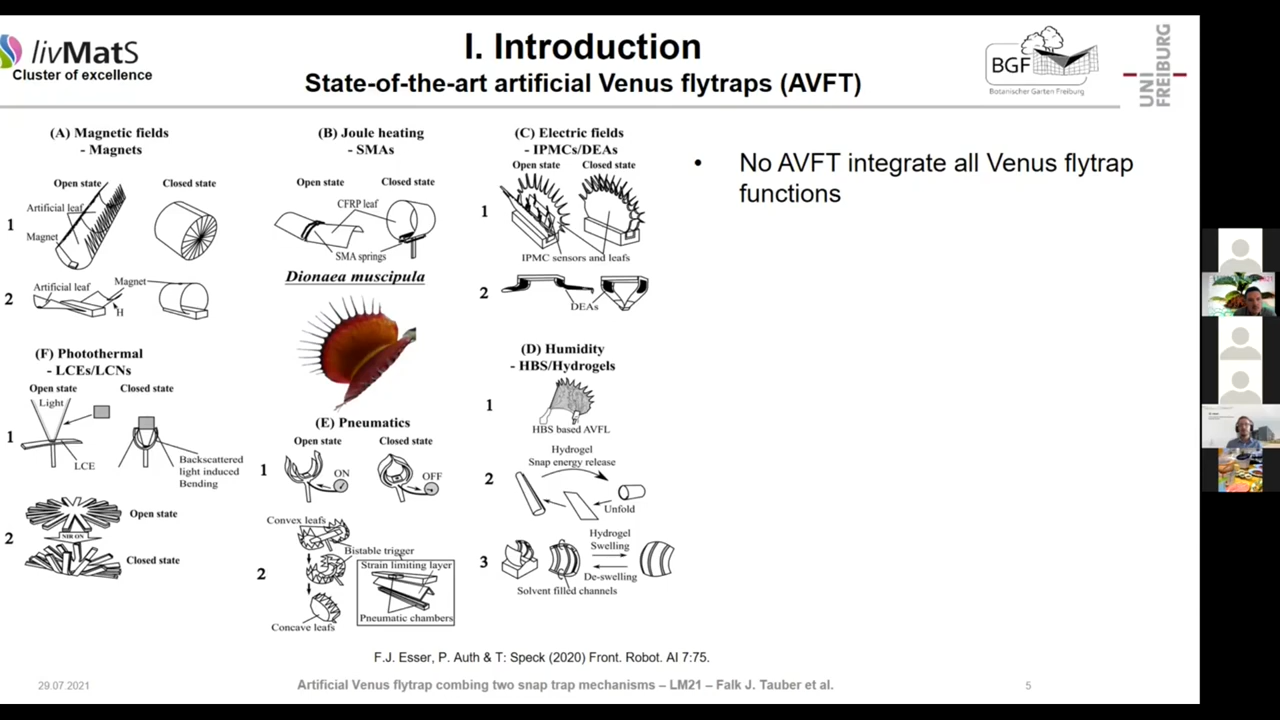 livMatS
Cluster of excellence
I. Introduction
State-of-the-art artificial Venus flytraps (AVFT)
BGF
Botanischer Garten Freiburg
UNI
FREIBURG
(A) Magnetic fields
- Magnets
Open state
Closed state
Artificial leaf
1
Magnet
Magnet
Artificial leaf
2
H
(B) Joule heating
- SMAs
Open state
Closed state
CFRP leaf
SMA springs
Dionaea muscipula
(C) Electric fields
- IPMCs/DEAs
Open state
Closed state
1
IPMC sensors and leafs
2
DEAs
(F) Photothermal
- LCEs/LCNs
Open state
Closed state
Light
1
LCE
Backscattered
light induced
Bending
Open state
2
NIR ON
Closed state
(E) Pneumatics
Open state
Closed state
1
ON
OFF
Convex leafs
Bistable trigger
2
Strain limiting layer
Pneumatic chambers
Concave leafs
(D) Humidity
- HBS/Hydrogels
1
HBS based AVFL
Hydrogel
Snap energy release
2
Unfold
Hydrogel
Swelling
3
De-swelling
Solvent filled channels
• No AVFT integrate all Venus flytrap
functions
F.J. Esser, P. Auth & T: Speck (2020) Front. Robot. AI 7:75.
29.07.2021
Artificial Venus flytrap combing two snap trap mechanisms – LM21 – Falk J. Tauber et al.
5